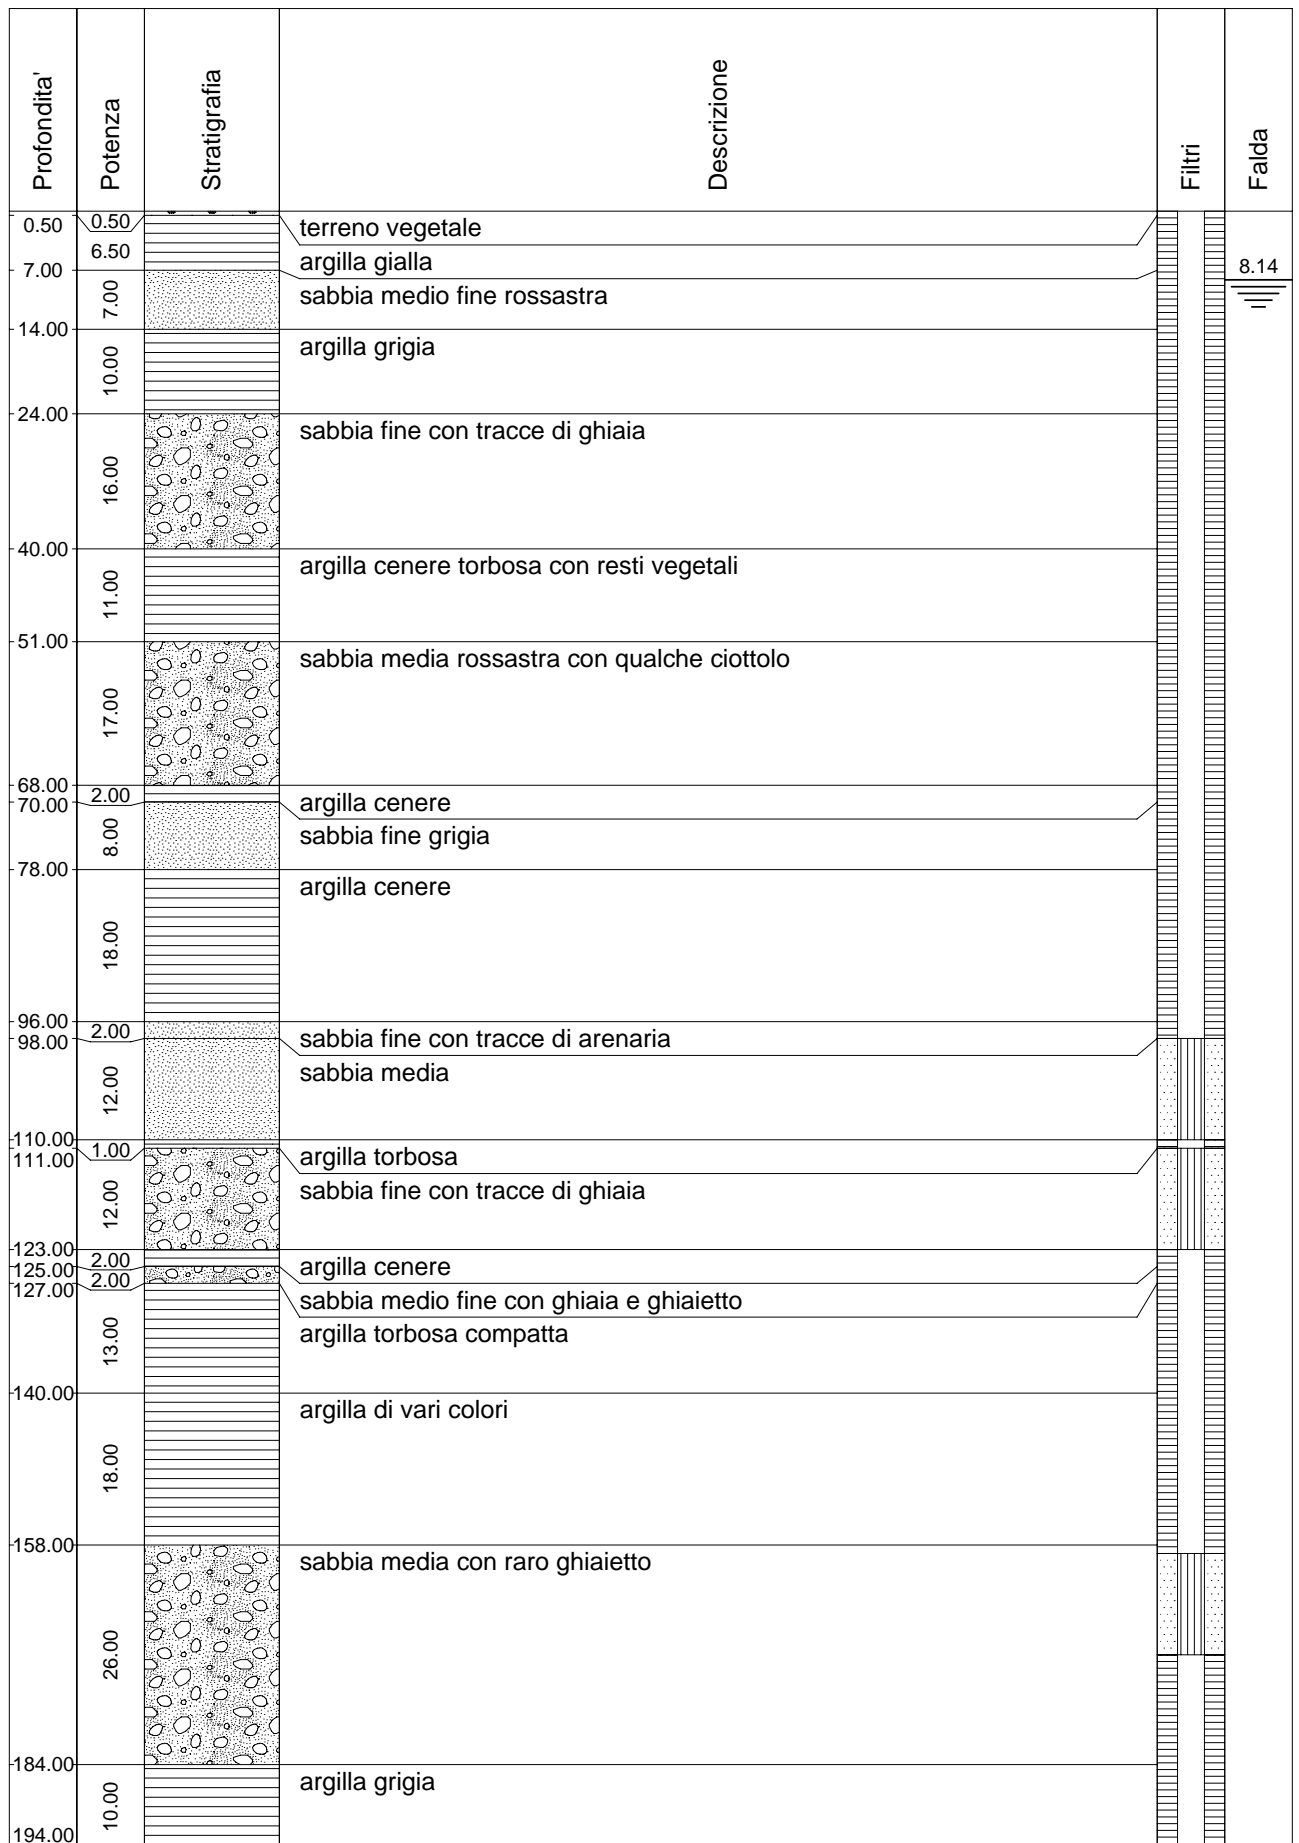 Profondita' Potenza Stratigrafia Descrizione Filtri Falda
0.50 0.50 terreno vegetale
6.50 argilla gialla
7.00 8.14
7.00 sabbia medio fine rossastra
14.00
10.00 argilla grigia
24.00
16.00 sabbia fine con tracce di ghiaia
40.00
11.00 argilla cenere torbosa con resti vegetali
51.00
17.00 sabbia media rossastra con qualche ciottolo
68.00
2.00 argilla cenere
70.00
8.00 sabbia fine grigia
78.00
18.00 argilla cenere
96.00
2.00 sabbia fine con tracce di arenaria
98.00
12.00 sabbia media
110.00
1.00 argilla torbosa
111.00
12.00 sabbia fine con tracce di ghiaia
123.00
2.00 argilla cenere
125.00
2.00 sabbia medio fine con ghiaia e ghiaietto
127.00
13.00 argilla torbosa compatta
140.00
18.00 argilla di vari colori
158.00
26.00 sabbia media con raro ghiaietto
184.00
10.00 argilla grigia
194.00